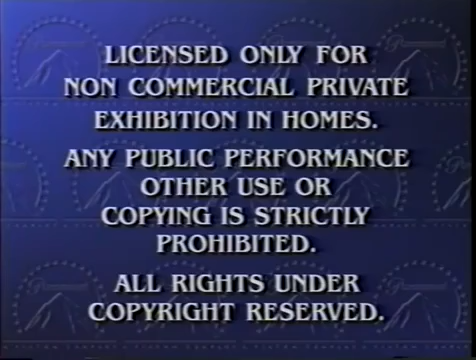 LICENSED ONLY FOR
NON COMMERCIAL PRIVATE
EXHIBITION IN HOMES.
ANY PUBLIC PERFORMANCE
OTHER USE OR
COPYING IS STRICTLY
PROHIBITED.
ALL RIGHTS UNDER
COPYRIGHT RESERVED.